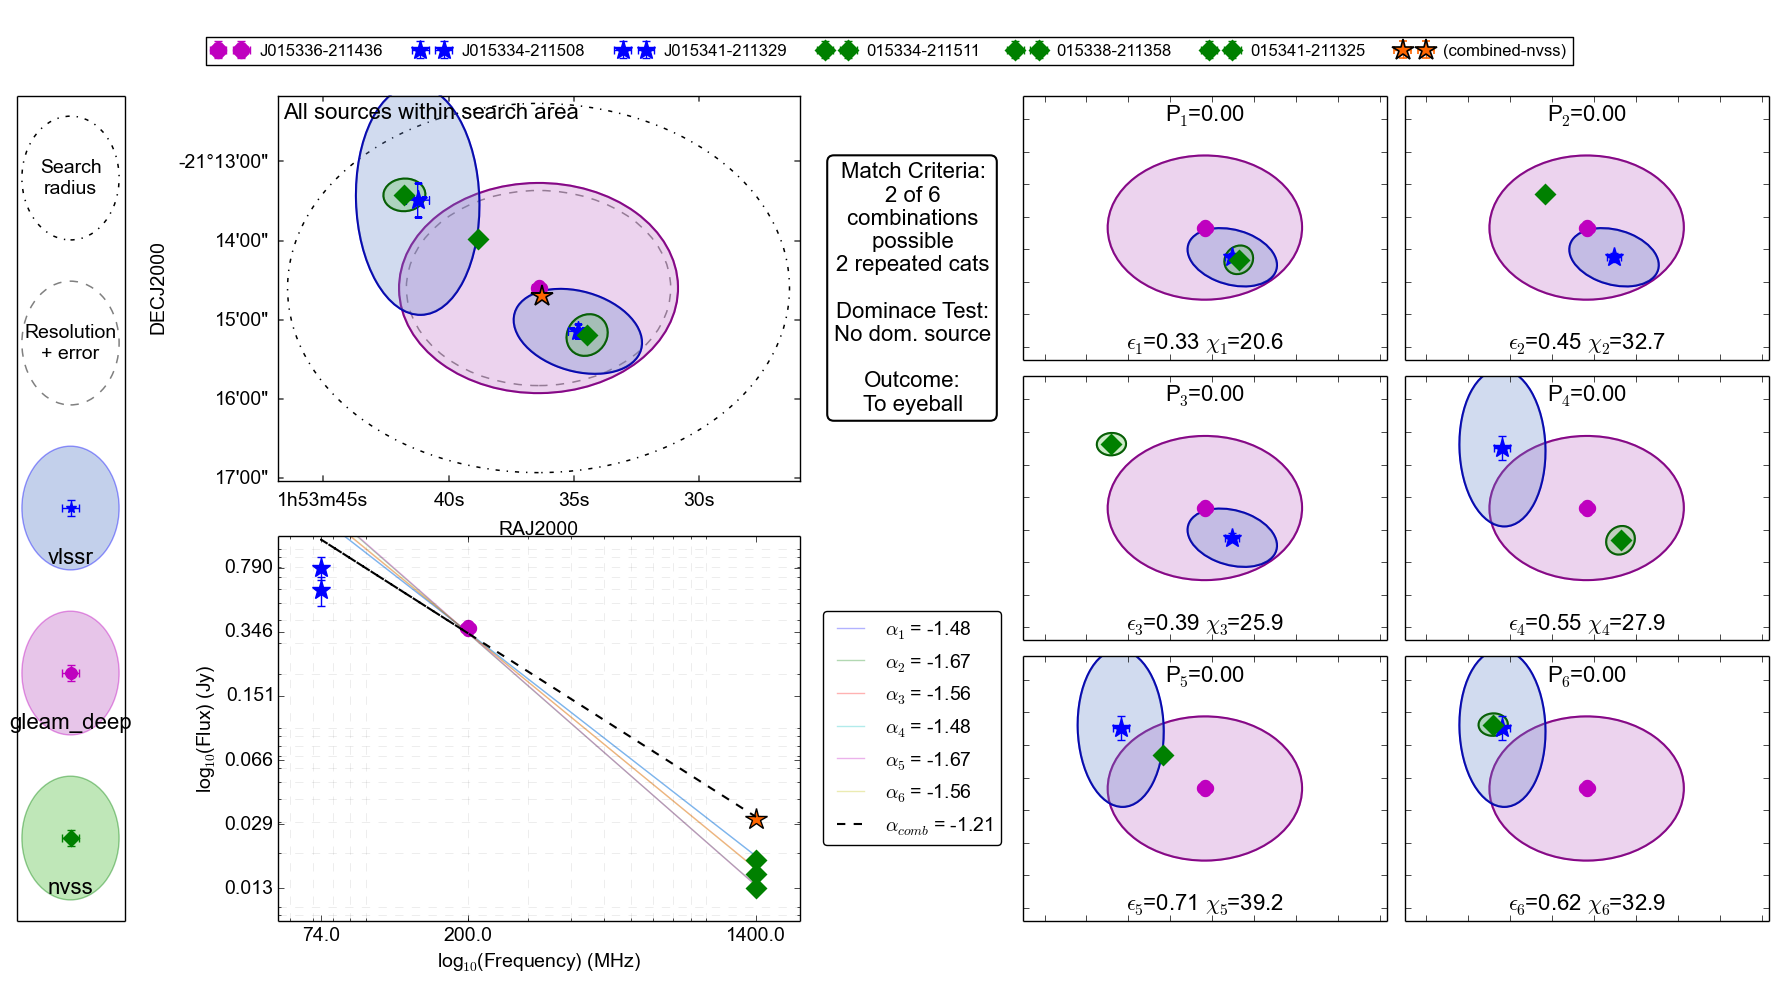 J015336-211436 J015334-211508 J015341-211329 015334-211511 015338-211358 015341-211325 (combined-nvss)
Search
radius
Resolution
+ error
vlssr
gleam_deep
nvss
All sources within search area
DECJ2000
-21°13'00"
14'00"
15'00"
16'00"
17'00"
1h53m45s 40s 35s 30s
RAJ2000
log10(Flux) (Jy)
0.790
0.346
0.151
0.066
0.029
0.013
74.0 200.0 1400.0
log10(Frequency) (MHz)
Match Criteria:
2 of 6
combinations
possible
2 repeated cats
Dominace Test:
No dom. source
Outcome:
To eyeball
α1 = -1.48
α2 = -1.67
α3 = -1.56
α4 = -1.48
α5 = -1.67
α6 = -1.56
αcomb = -1.21
P1=0.00
ϵ1=0.33 χ1=20.6
P2=0.00
ϵ2=0.45 χ2=32.7
P3=0.00
ϵ3=0.39 χ3=25.9
P4=0.00
ϵ4=0.55 χ4=27.9
P5=0.00
ϵ5=0.71 χ5=39.2
P6=0.00
ϵ6=0.62 χ6=32.9